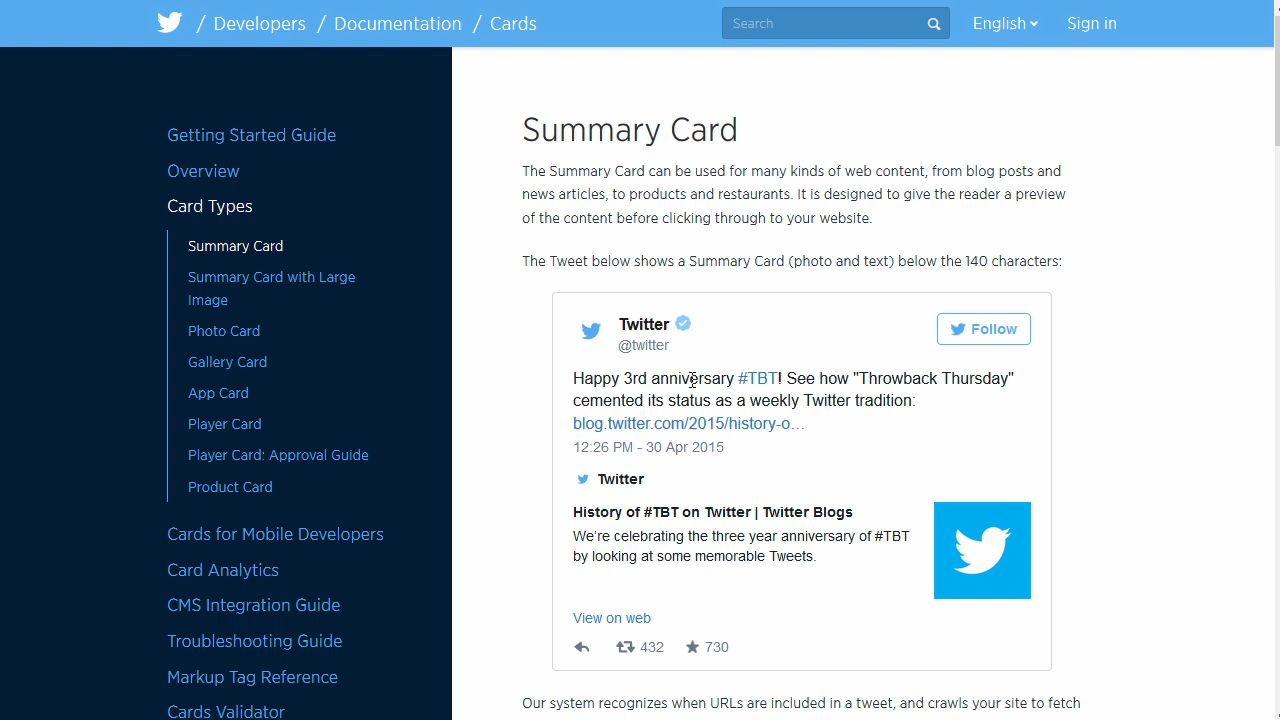 / Developers / Documentation / Cards
Search
English
Sign in
Getting Started Guide
Overview
Card Types
Summary Card
Summary Card with Large
Image
Photo Card
Gallery Card
App Card
Player Card
Player Card: Approval Guide
Product Card
Cards for Mobile Developers
Card Analytics
CMS Integration Guide
Troubleshooting Guide
Markup Tag Reference
Cards Validator
Summary Card
The Summary Card can be used for many kinds of web content, from blog posts and
news articles, to products and restaurants. It is designed to give the reader a preview
of the content before clicking through to your website.
The Tweet below shows a Summary Card (photo and text) below the 140 characters:
Twitter
@twitter
Follow
Happy 3rd anniversary #TBT! See how "Throwback Thursday"
cemented its status as a weekly Twitter tradition:
blog.twitter.com/2015/history-o…
12:26 PM - 30 Apr 2015
Twitter
History of #TBT on Twitter | Twitter Blogs
We're celebrating the three year anniversary of #TBT
by looking at some memorable Tweets.
View on web
432 730
Our system recognizes when URLs are included in a tweet, and crawls your site to fetch